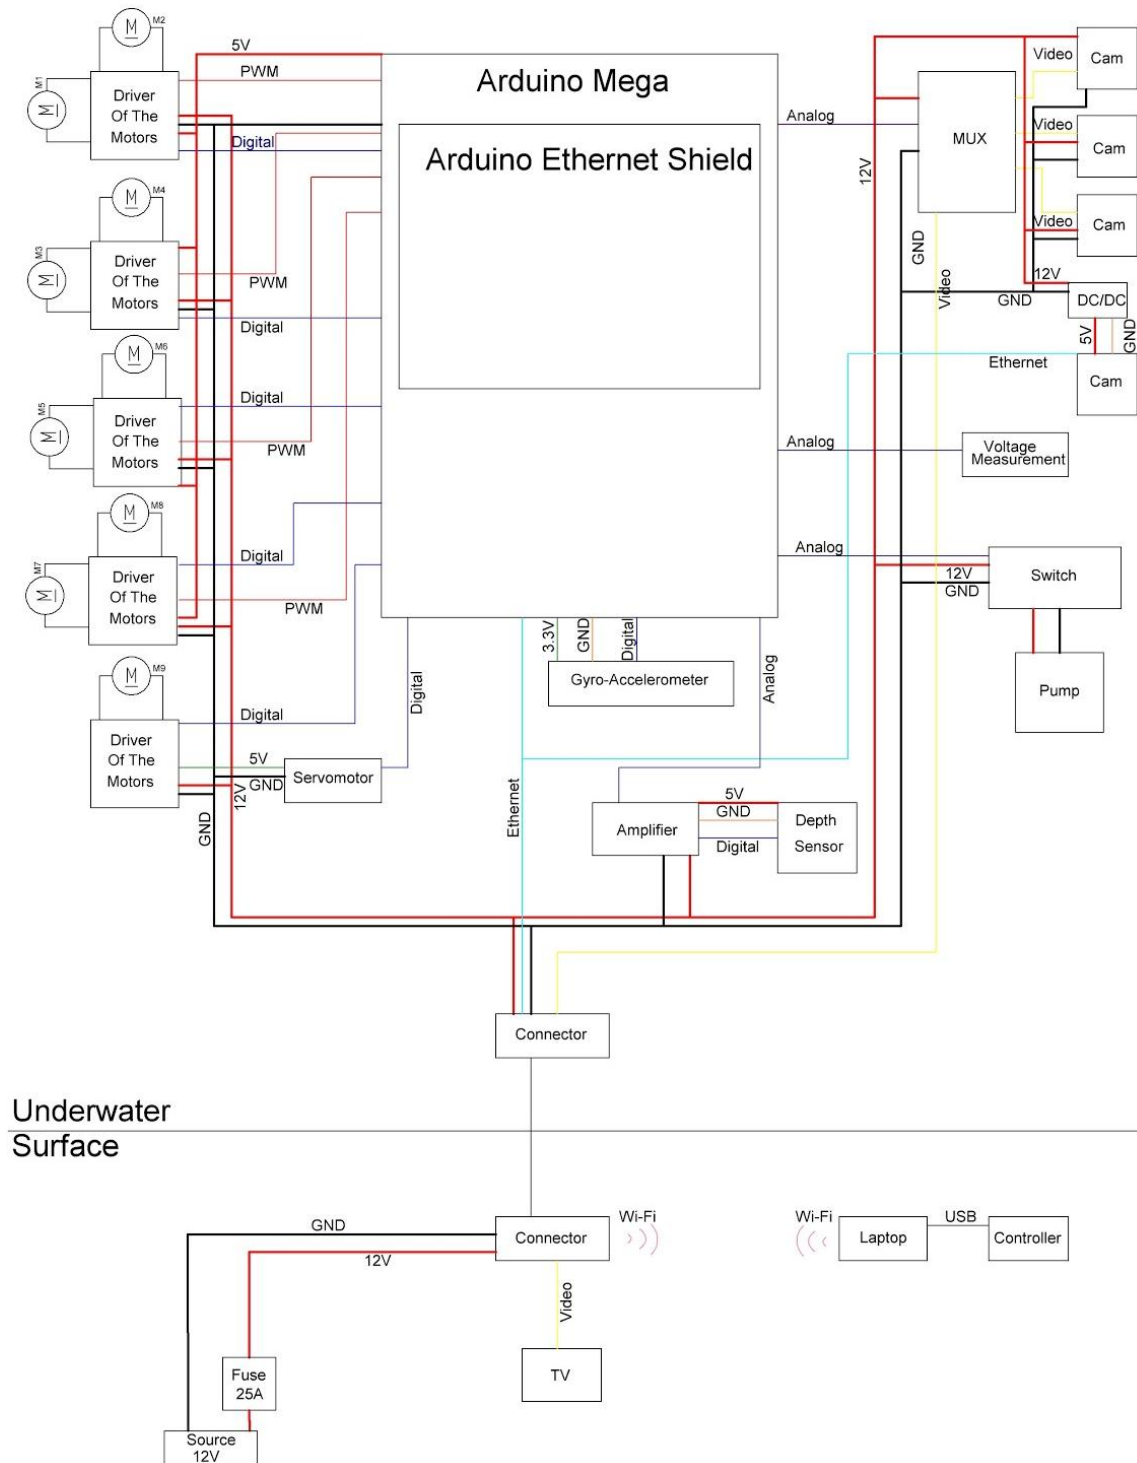 M2
5V
PWM
M1
Driver
Of The
Motors
Digital
Arduino Mega
Arduino Ethernet Shield
Analog
MUX
12V
GND
Video
Video
Cam
Video
Cam
Video
Cam
12V
GND
DC/DC
5V
GND
Ethernet
Cam
M4
M3
Driver
Of The
Motors
PWM
Digital
M6
M5
Driver
Of The
Motors
Digital
PWM
Analog
Voltage
Measurement
M8
M7
Driver
Of The
Motors
Digital
PWM
Analog
12V
GND
Switch
Pump
3.3V
GND
Digital
Gyro-Accelerometer
Digital
Analog
M9
Driver
Of The
Motors
Digital
5V
GND
Servomotor
12V
GND
Ethernet
Amplifier
5V
GND
Digital
Depth
Sensor
Connector
Underwater
Surface
GND
12V
Connector
Wi-Fi
Wi-Fi
Laptop
USB
Controller
Video
TV
Fuse
25A
Source
12V